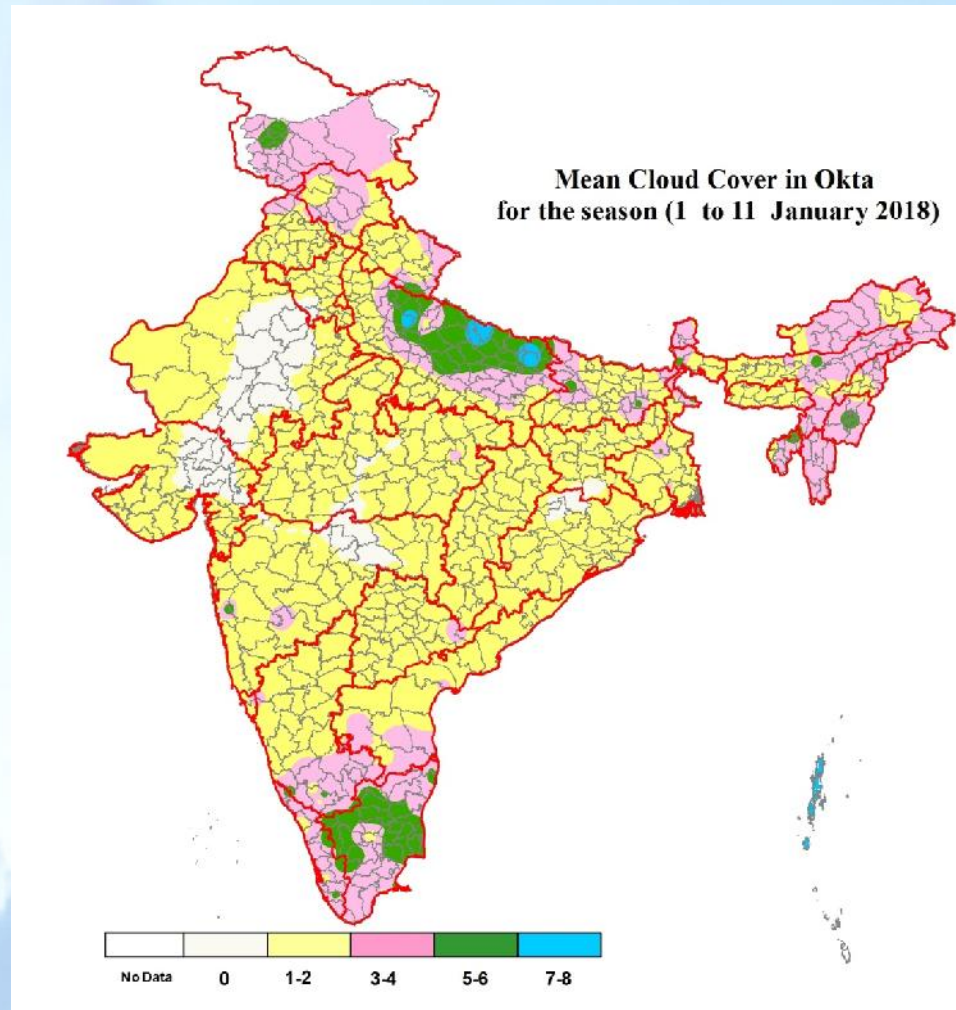 Mean Cloud Cover in Okta
for the season (1 to 11 January 2018)
No Data 0 1-2 3-4 5-6 7-8